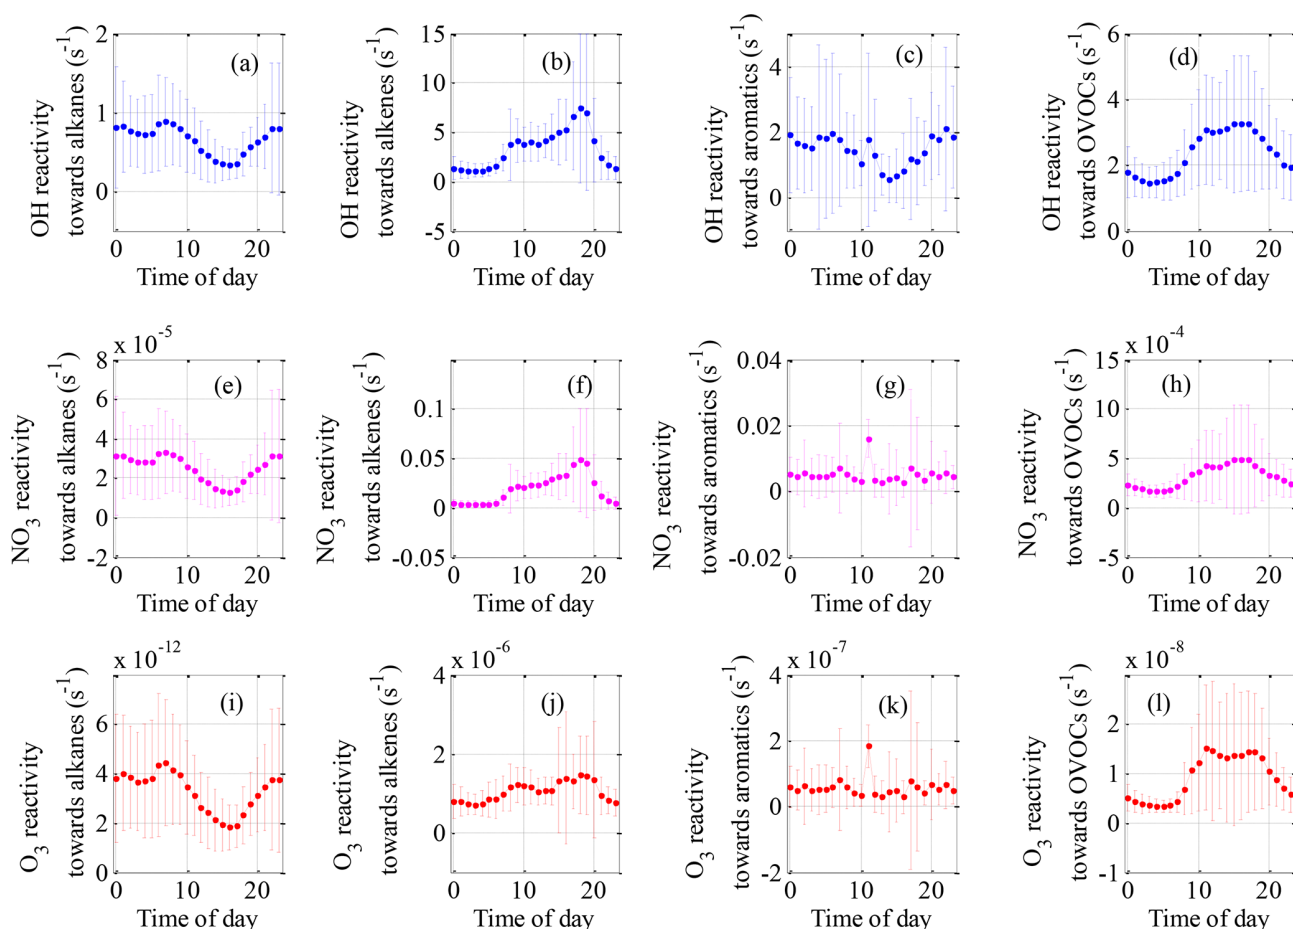 OH reactivity
towards alkanes (s⁻¹)
2
1
0
(a)
0 10 20
Time of day
OH reactivity
towards alkenes (s⁻¹)
15
10
5
0
-5
(b)
0 10 20
Time of day
OH reactivity
towards aromatics (s⁻¹)
4
2
0
(c)
0 10 20
Time of day
OH reactivity
towards OVOCs (s⁻¹)
6
4
2
0
(d)
0 10 20
Time of day
x 10⁻⁵
NO₃ reactivity
towards alkanes (s⁻¹)
8
6
4
2
0
-2
(e)
0 10 20
Time of day
NO₃ reactivity
towards alkenes (s⁻¹)
0.1
0.05
0
-0.05
(f)
0 10 20
Time of day
NO₃ reactivity
towards aromatics (s⁻¹)
0.04
0.02
0
-0.02
(g)
0 10 20
Time of day
x 10⁻⁴
NO₃ reactivity
towards OVOCs (s⁻¹)
15
10
5
0
-5
(h)
0 10 20
Time of day
x 10⁻¹²
O₃ reactivity
towards alkanes (s⁻¹)
6
4
2
0
(i)
0 10 20
Time of day
x 10⁻⁶
O₃ reactivity
towards alkenes (s⁻¹)
4
2
0
(j)
0 10 20
Time of day
x 10⁻⁷
O₃ reactivity
towards aromatics (s⁻¹)
4
2
0
-2
(k)
0 10 20
Time of day
x 10⁻⁸
O₃ reactivity
towards OVOCs (s⁻¹)
2
1
0
-1
(l)
0 10 20
Time of day